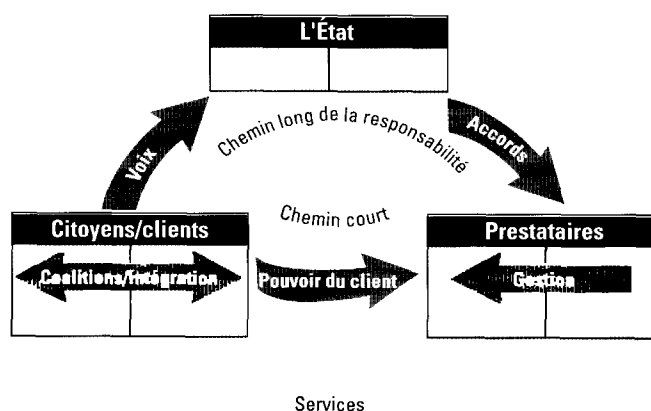 L'État
Chemin long de la responsabilité
Voix
Accords
Chemin court
Citoyens/clients
Prestataires
Coalitions/Intégration
Pouvoir du client
Gestion
Services